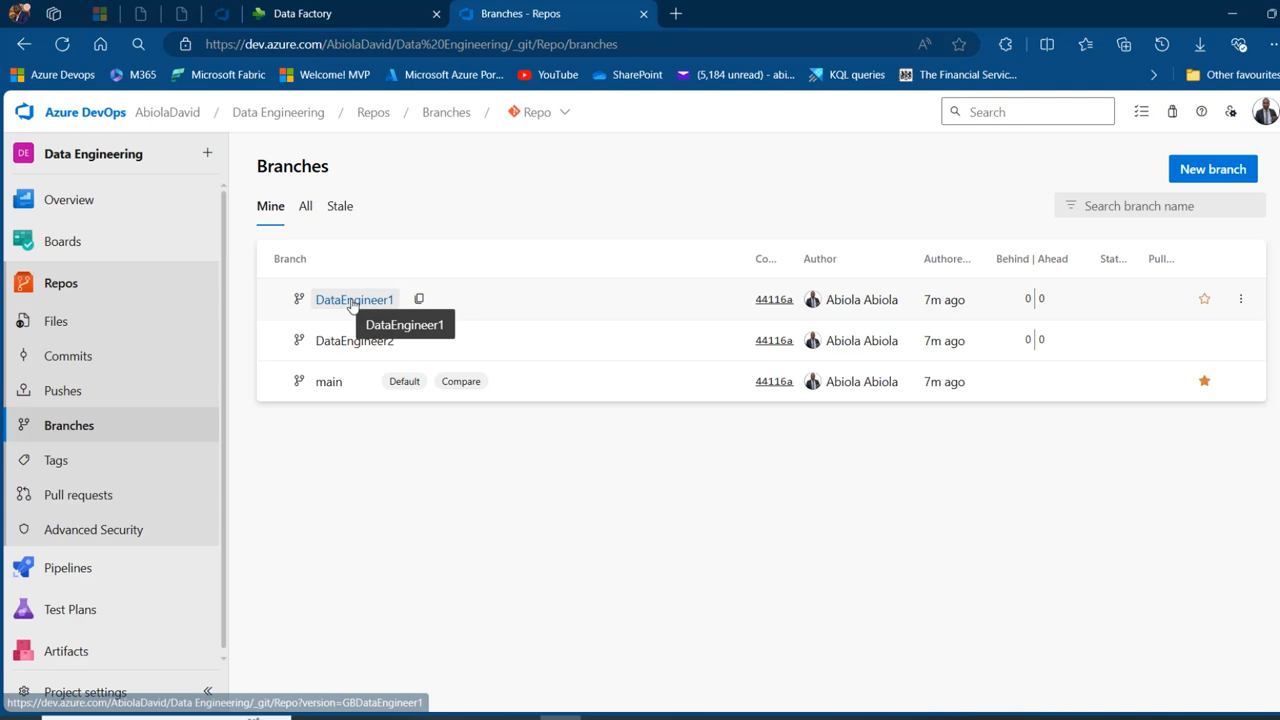 Data Factory
Branches - Repos
https://dev.azure.com/AbiolaDavid/Data%20Engineering/_git/Repo/branches
Azure Devops
M365
Microsoft Fabric
Welcome! MVP
Microsoft Azure Por...
YouTube
SharePoint
(5,184 unread) - abi...
KQL queries
The Financial Servic...
Other favourites
Azure DevOps
AbiolaDavid / Data Engineering / Repos / Branches / Repo
Search
DE Data Engineering
Overview
Boards
Repos
Files
Commits
Pushes
Branches
Tags
Pull requests
Advanced Security
Pipelines
Test Plans
Artifacts
Project settings
Branches
New branch
Mine All Stale
Search branch name
Branch Co... Author Authore... Behind | Ahead Stat... Pull...
DataEngineer1 44116a Abiola Abiola 7m ago 0 0
DataEngineer1
DataEngineer2 44116a Abiola Abiola 7m ago 0 0
main Default Compare 44116a Abiola Abiola 7m ago
https://dev.azure.com/AbiolaDavid/Data Engineering/_git/Repo?version=GBDataEngineer1